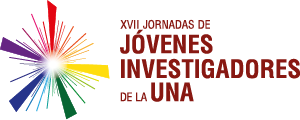 XVII JORNADAS DE
JÓVENES
INVESTIGADORES
DE LA UNA